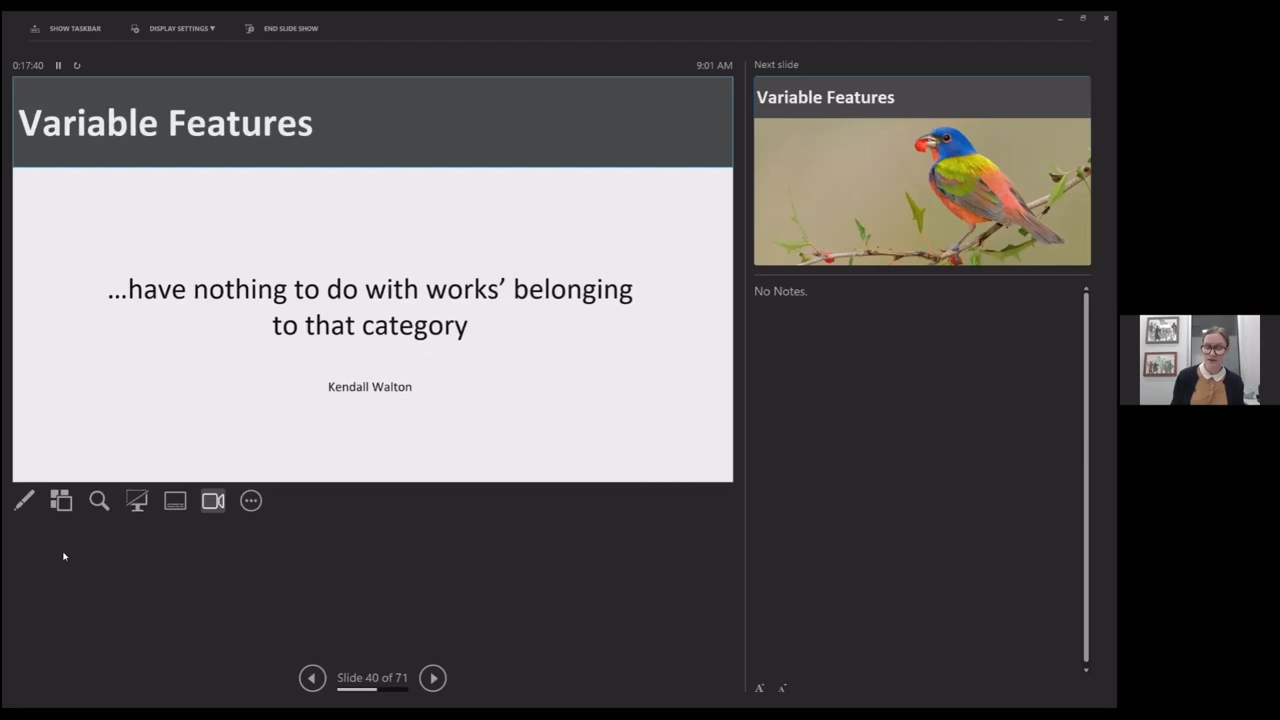 SHOW TASKBAR
DISPLAY SETTINGS ▾
END SLIDE SHOW
0:17:40
9:01 AM
Variable Features
...have nothing to do with works’ belonging
to that category
Kendall Walton
Slide 40 of 71
Next slide
Variable Features
No Notes.
A A